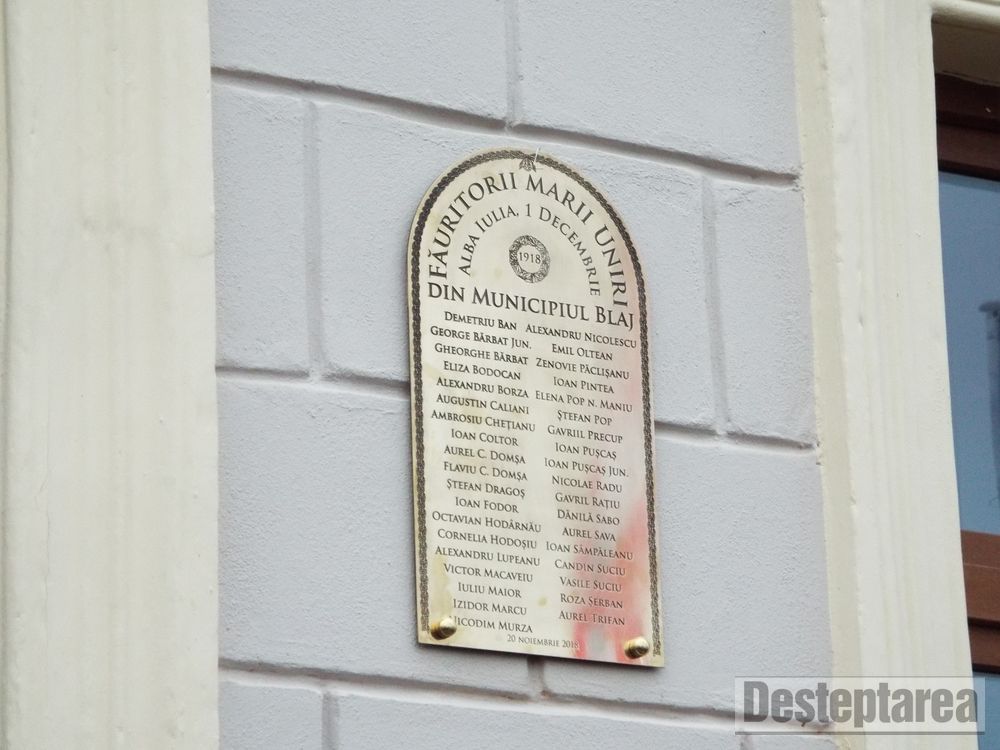 FĂURITORII MARII UNIRI
ALBA IULIA, 1 DECEMBRIE
1918
DIN MUNICIPIUL BLAJ
DEMETRIU BAN
GEORGE BĂRBAT JUN.
GHEORGHE BĂRBAT
ELIZA BODOCAN
ALEXANDRU BORZA
AUGUSTIN CALIANI
AMBROSIU CHEȚIANU
IOAN COLTOR
AUREL C. DOMȘA
FLAVIU C. DOMȘA
ȘTEFAN DRAGOȘ
IOAN FODOR
OCTAVIAN HODÂRNĂU
CORNELIA HODOȘIU
ALEXANDRU LUPEANU
VICTOR MACAVEIU
IULIU MAIOR
IZIDOR MARCU
NICODIM MURZA
ALEXANDRU NICOLESCU
EMIL OLTEAN
ZENOVIE PÂCLIȘANU
IOAN PINTEA
ELENA POP N. MANIU
ȘTEFAN POP
GAVRIIL PRECUP
IOAN PUȘCAȘ
IOAN PUȘCAȘ JUN.
NICOLAE RADU
GAVRIL RAȚIU
DĂNILĂ SABO
AUREL SAVA
IOAN SÂMPĂLEANU
CANDIN SUCIU
VASILE SUCIU
ROZA ȘERBAN
AUREL TRIFAN
20 NOIEMBRIE 2018
Deșteptarea